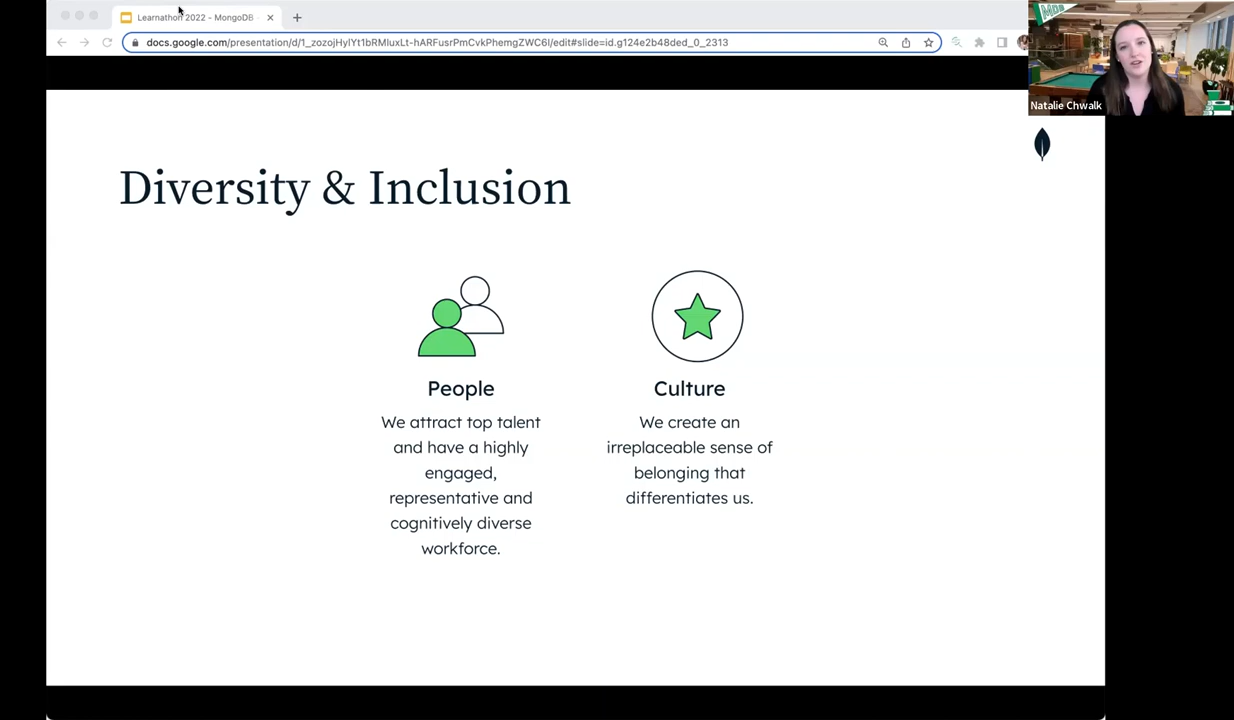 Learnathon 2022 - MongoDB
docs.google.com/presentation/d/1_zozojHylYt1bRMluxLt-hARFusrPmCvkPhemgZWC6I/edit#slide=id.g124e2b48ded_0_2313
MDB
Natalie Chwalk
Diversity & Inclusion
People
We attract top talent
and have a highly
engaged,
representative and
cognitively diverse
workforce.
Culture
We create an
irreplaceable sense of
belonging that
differentiates us.